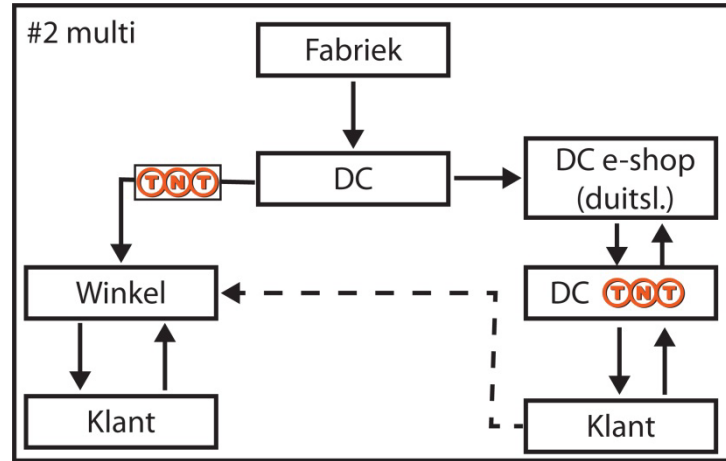 #2 multi
Fabriek
TNT
DC
DC e-shop
(duitsl.)
Winkel
DC TNT
Klant
Klant